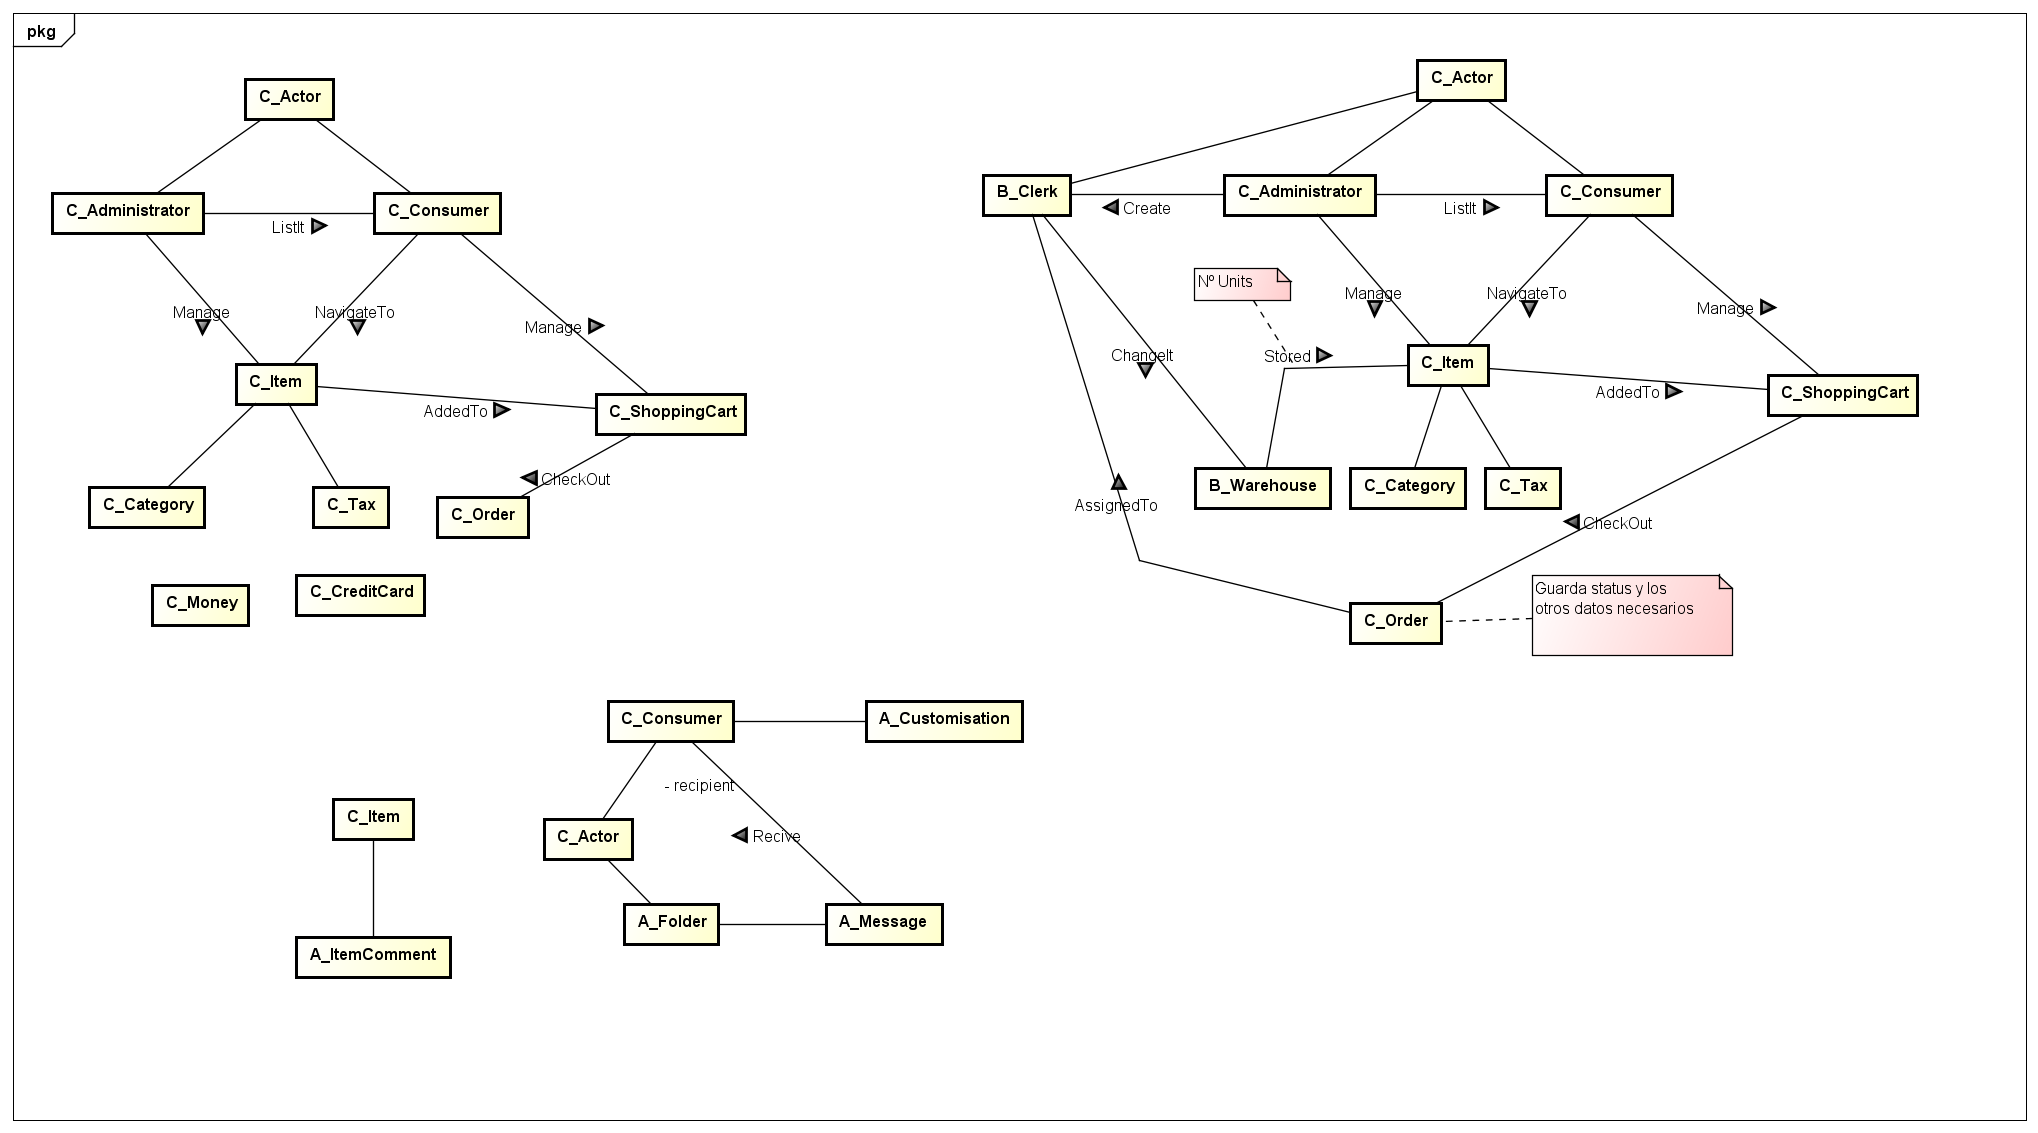 pkg
C_Actor
C_Administrator
C_Consumer
ListIt
Manage
NavigateTo
Manage
C_Item
AddedTo
C_ShoppingCart
CheckOut
C_Category
C_Tax
C_Order
C_Money
C_CreditCard
C_Actor
B_Clerk
C_Administrator
C_Consumer
Create
ListIt
Nº Units
Manage
NavigateTo
Manage
ChangeIt
Stored
C_Item
AddedTo
C_ShoppingCart
B_Warehouse
C_Category
C_Tax
AssignedTo
CheckOut
C_Order
Guarda status y los
otros datos necesarios
C_Consumer
A_Customisation
- recipient
Recive
C_Actor
A_Folder
A_Message
C_Item
A_ItemComment